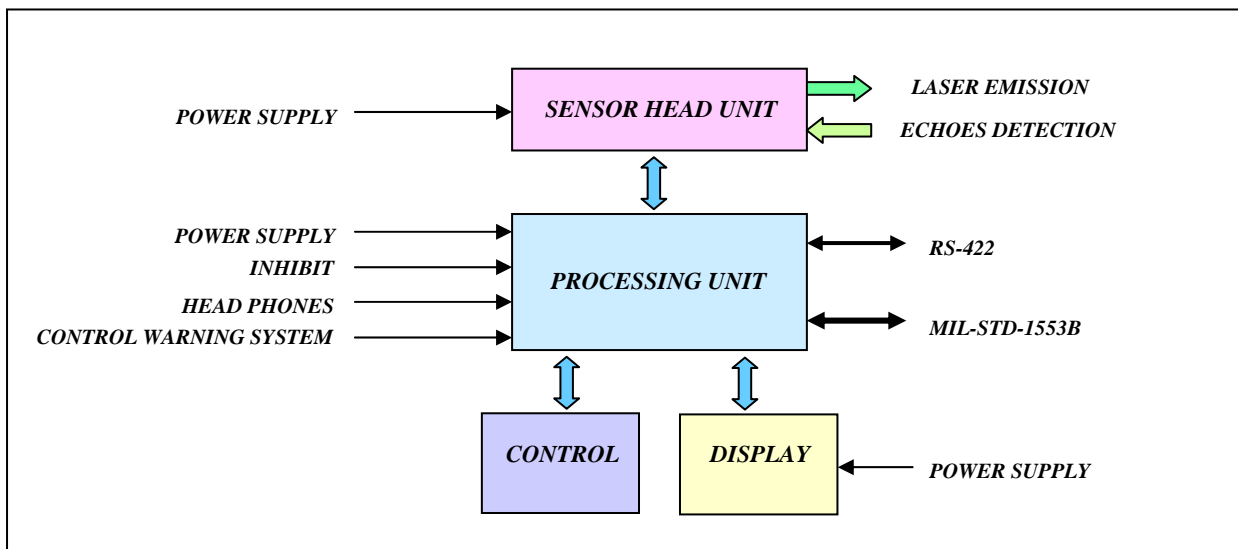 POWER SUPPLY
SENSOR HEAD UNIT
LASER EMISSION
ECHOES DETECTION
POWER SUPPLY
INHIBIT
HEAD PHONES
CONTROL WARNING SYSTEM
PROCESSING UNIT
RS-422
MIL-STD-1553B
CONTROL
DISPLAY
POWER SUPPLY